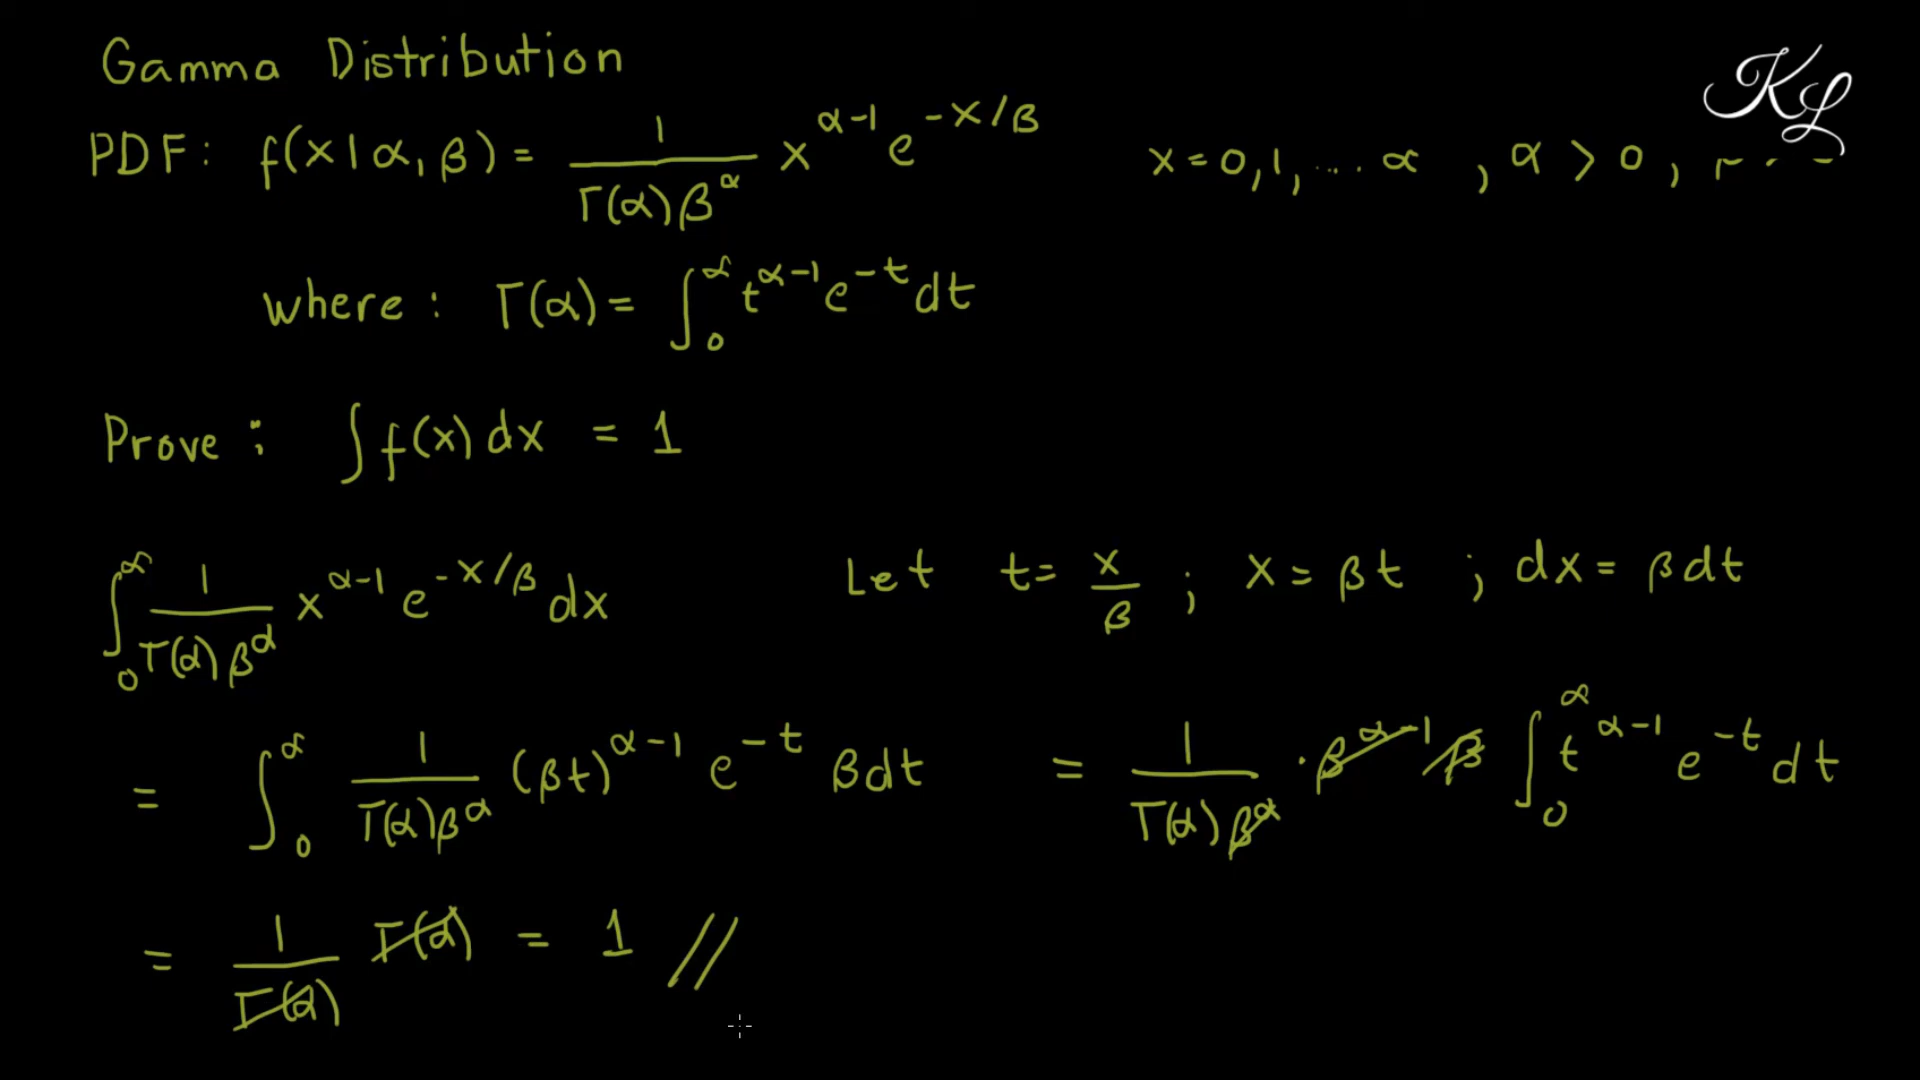 Gamma Distribution
KL
PDF: f(x|α,β) = 1/(Γ(α)β^α) x^(α-1) e^(-x/β) x=0,1,....∝ , α > 0 ,
where: Γ(α) = ∫_0^∝ t^(α-1) e^(-t) dt
Prove: ∫f(x)dx = 1
∫_0^∝ 1/(Γ(α)β^α) x^(α-1) e^(-x/β) dx Let t= x/β ; x= βt ; dx= βdt
= ∫_0^∝ 1/(Γ(α)β^α) (βt)^(α-1) e^(-t) βdt = 1/(Γ(α)β^α) · β^(α-1) β ∫_0^∝ t^(α-1) e^(-t) dt
= 1/Γ(α) Γ(α) = 1 //